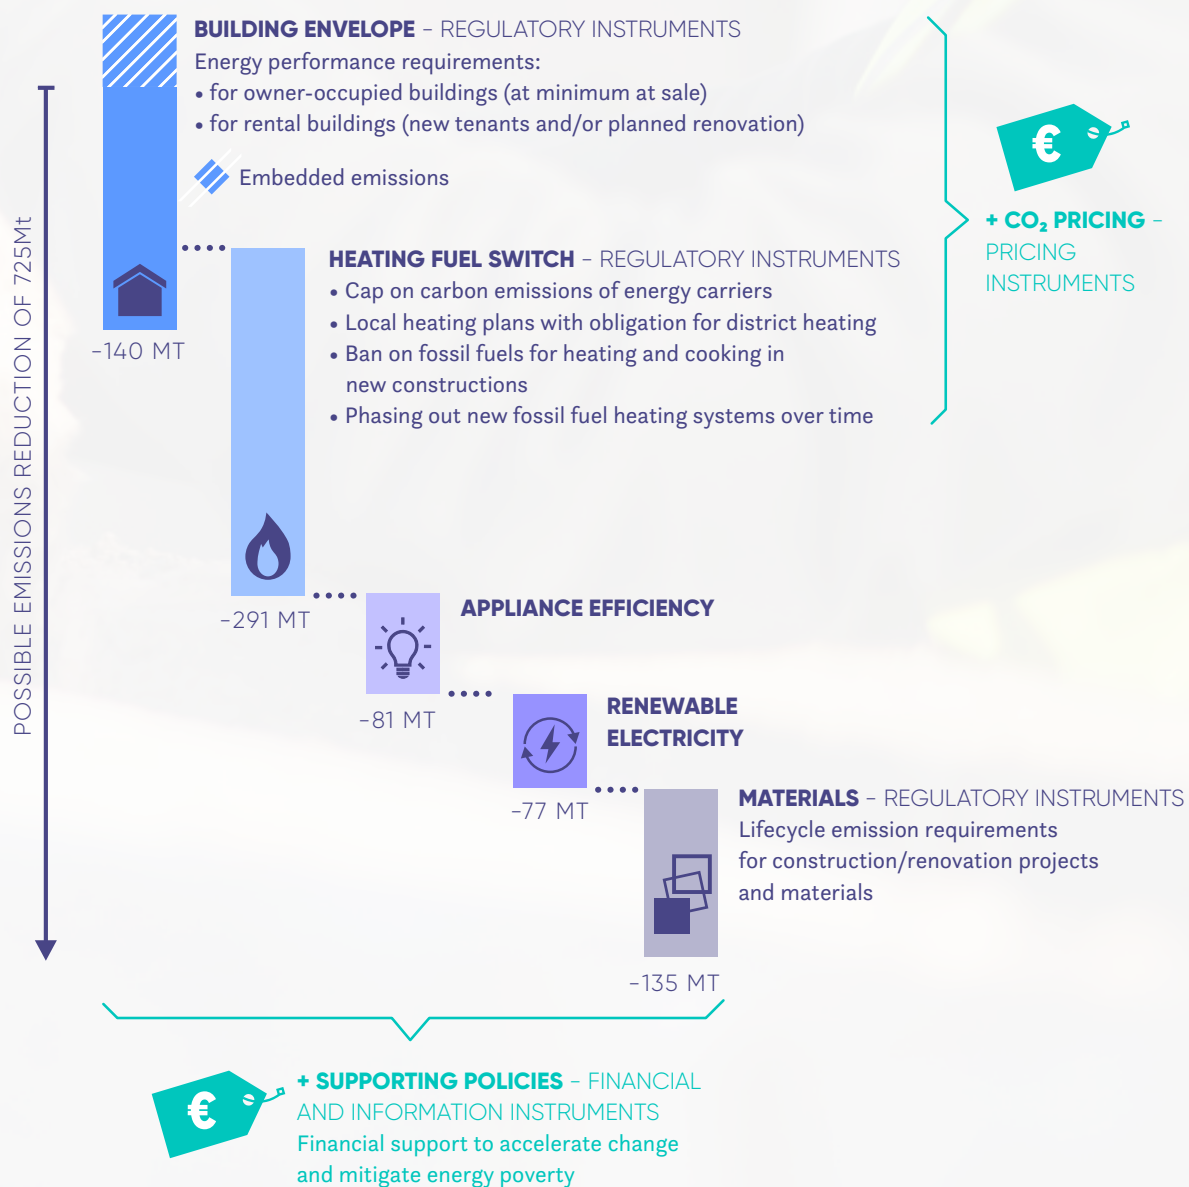 BUILDING ENVELOPE - REGULATORY INSTRUMENTS
Energy performance requirements:
• for owner-occupied buildings (at minimum at sale)
• for rental buildings (new tenants and/or planned renovation)
Embedded emissions
€
+ CO₂ PRICING -
PRICING
INSTRUMENTS
POSSIBLE EMISSIONS REDUCTION OF 725Mt
-140 MT
HEATING FUEL SWITCH - REGULATORY INSTRUMENTS
• Cap on carbon emissions of energy carriers
• Local heating plans with obligation for district heating
• Ban on fossil fuels for heating and cooking in
new constructions
• Phasing out new fossil fuel heating systems over time
-291 MT
APPLIANCE EFFICIENCY
-81 MT
RENEWABLE
ELECTRICITY
-77 MT
MATERIALS - REGULATORY INSTRUMENTS
Lifecycle emission requirements
for construction/renovation projects
and materials
-135 MT
€
+ SUPPORTING POLICIES - FINANCIAL
AND INFORMATION INSTRUMENTS
Financial support to accelerate change
and mitigate energy poverty